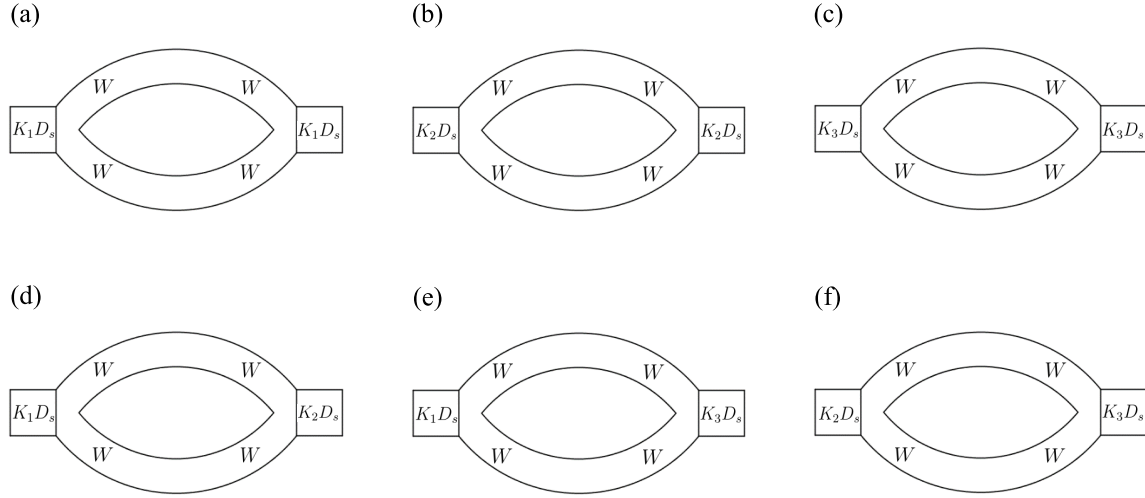 (a) (b) (c)
W W W W W W
K₁Dₛ K₁Dₛ K₂Dₛ K₂Dₛ K₃Dₛ K₃Dₛ
W W W W W W
(d) (e) (f)
W W W W W W
K₁Dₛ K₂Dₛ K₁Dₛ K₃Dₛ K₂Dₛ K₃Dₛ
W W W W W W